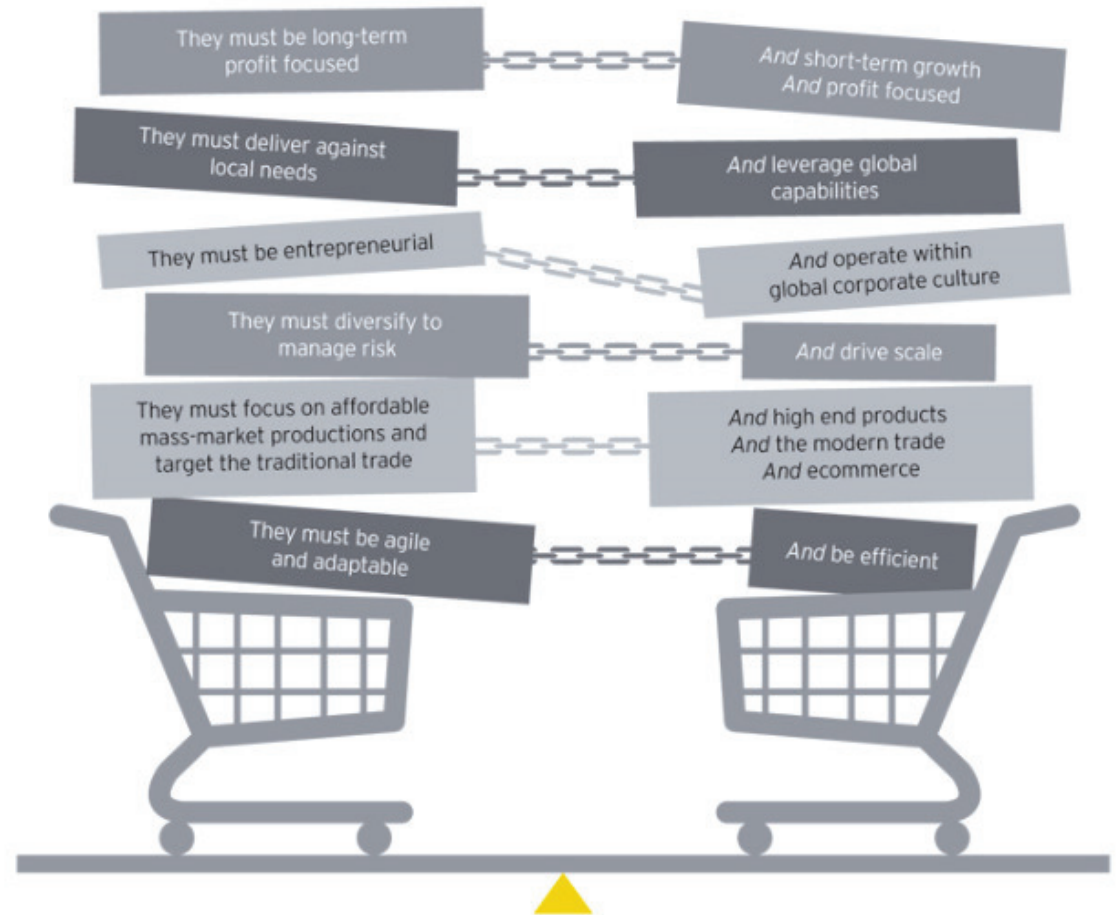 They must be long-term
profit focused
And short-term growth
And profit focused
They must deliver against
local needs
And leverage global
capabilities
They must be entrepreneurial
And operate within
global corporate culture
They must diversify to
manage risk
And drive scale
They must focus on affordable
mass-market productions and
target the traditional trade
And high end products
And the modern trade
And ecommerce
They must be agile
and adaptable
And be efficient